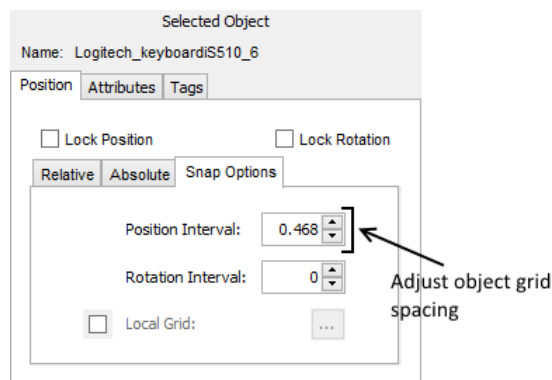 Selected Object
Name: Logitech_keyboardiS510_6
Position Attributes Tags
Lock Position Lock Rotation
Relative Absolute Snap Options
Position Interval: 0.468
Rotation Interval: 0
Adjust object grid
spacing
Local Grid: ...